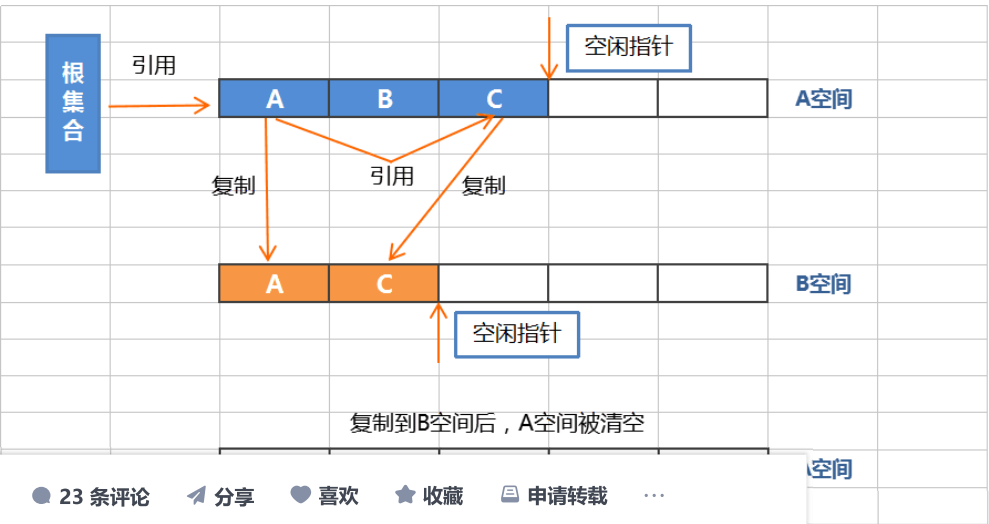 根集合
引用
空闲指针
A
B
C
A空间
复制
引用
复制
A
C
B空间
空闲指针
复制到B空间后，A空间被清空
A空间
23 条评论
分享
喜欢
收藏
申请转载
...